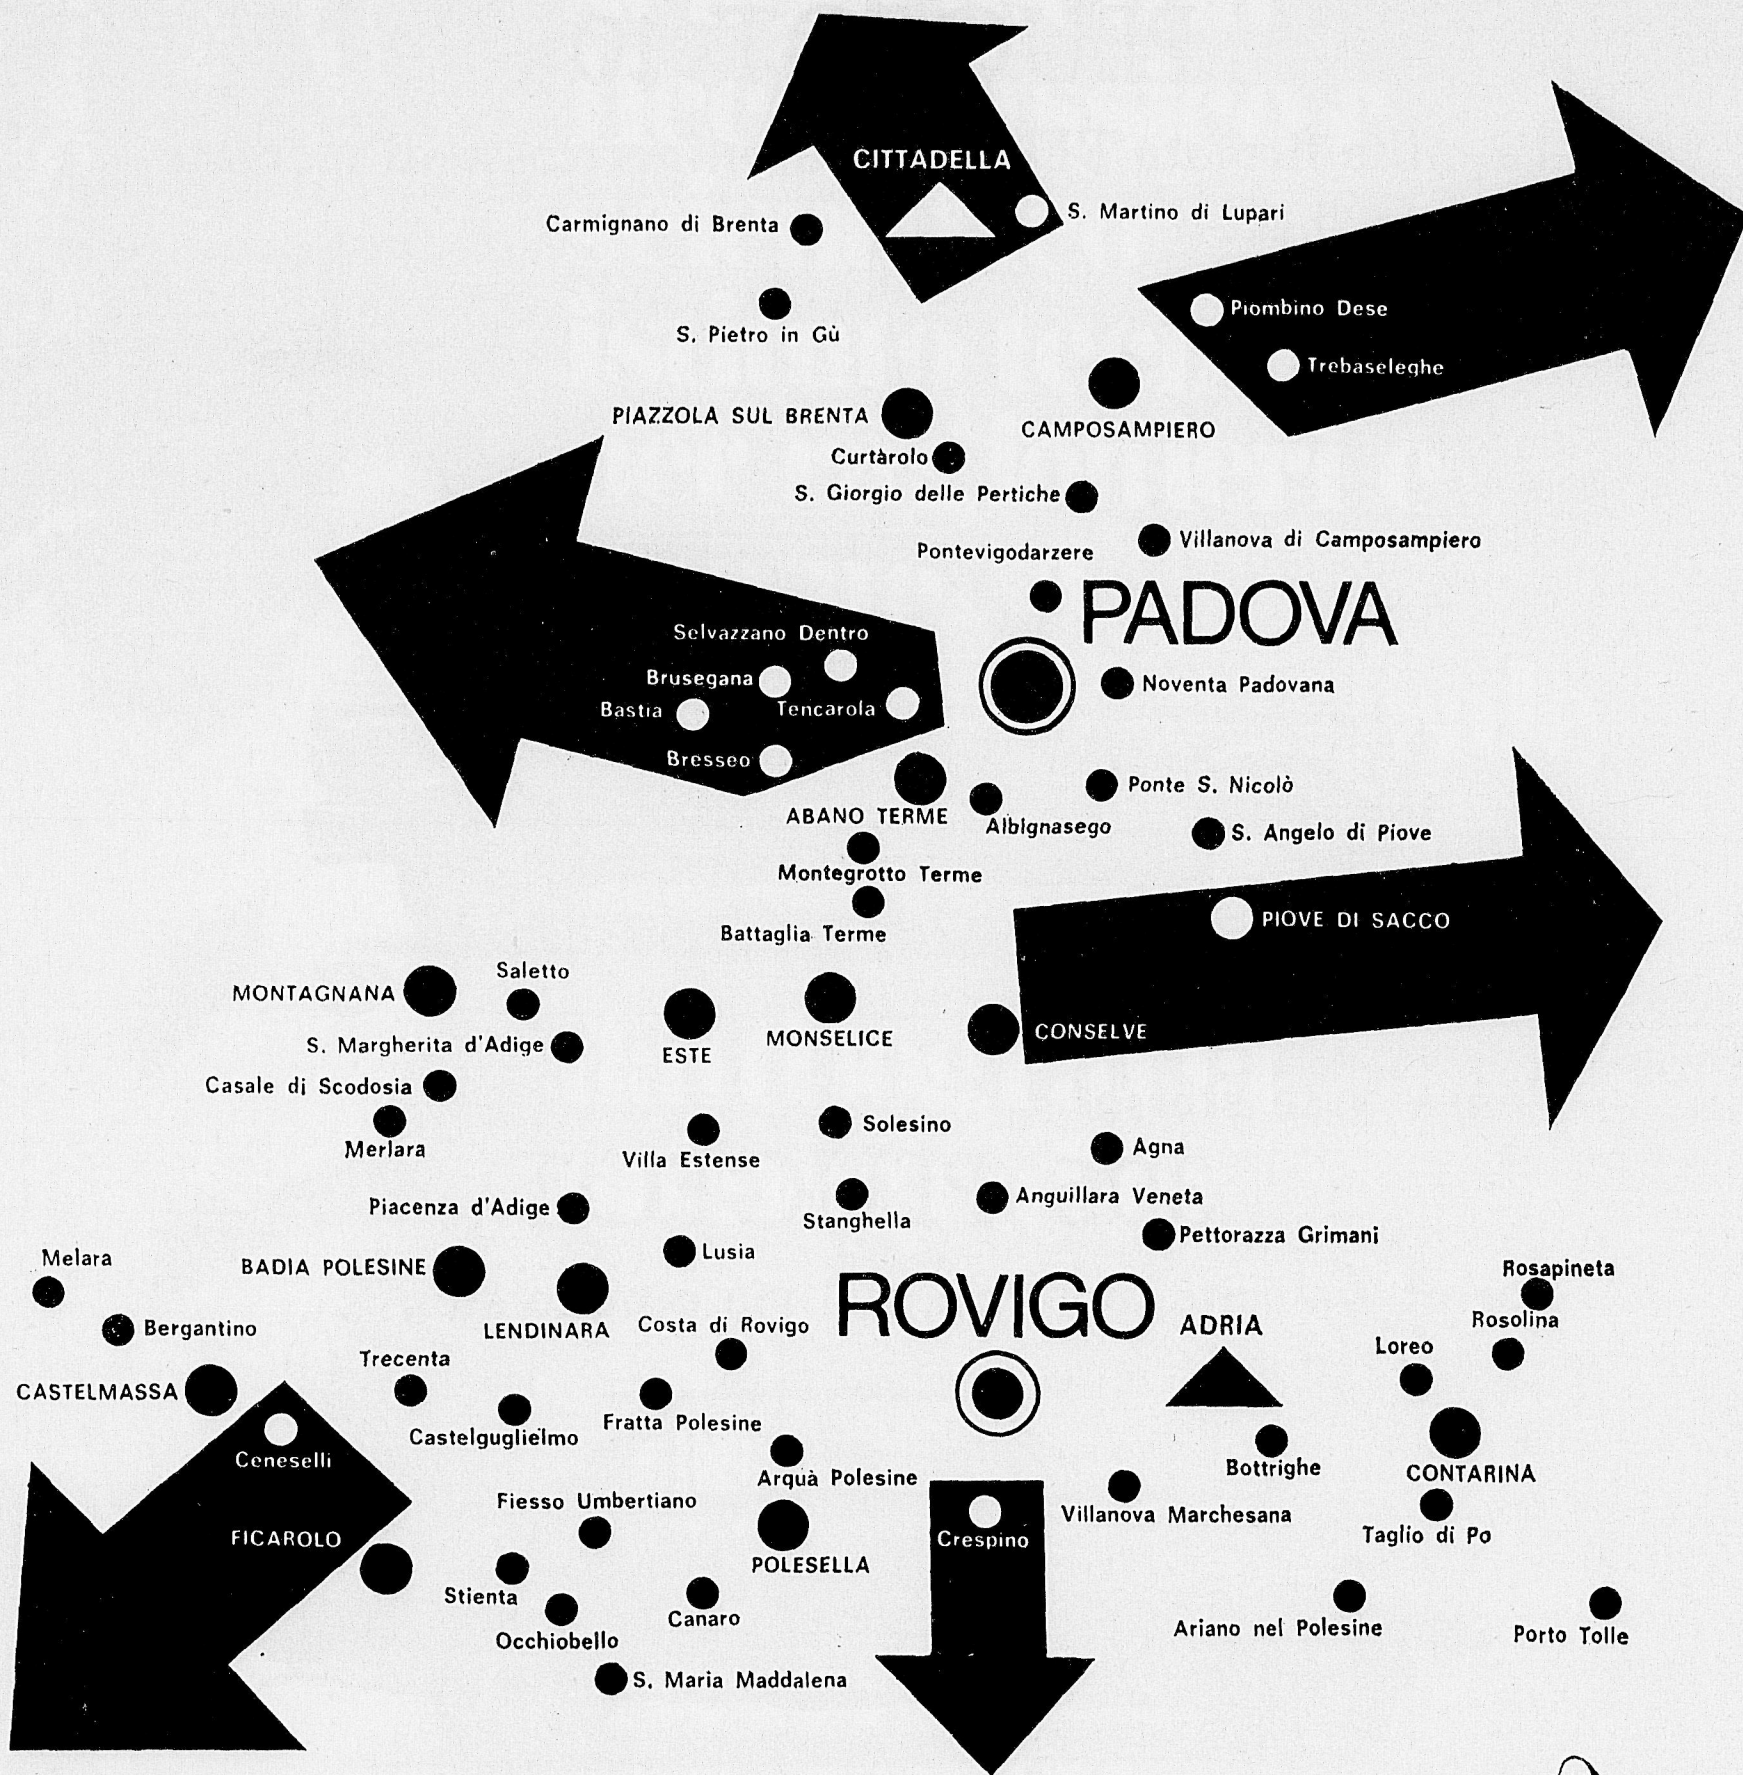 CITTADELLA
S. Martino di Lupari
Carmignano di Brenta
Piombino Dese
S. Pietro in Gù
Trebaseleghe
PIAZZOLA SUL BRENTA
CAMPOSAMPIERO
Curtàrolo
S. Giorgio delle Pertiche
Villanova di Camposampiero
Pontevigodarzere
PADOVA
Selvazzano Dentro
Brusegana
Noventa Padovana
Bastia
Tencarola
Bresseo
Ponte S. Nicolò
ABANO TERME
Albignasego
S. Angelo di Piove
Montegrotto Terme
PIOVE DI SACCO
Battaglia Terme
Saletto
MONTAGNANA
CONSELVE
MONSELICE
S. Margherita d'Adige
ESTE
Casale di Scodosia
Solesino
Merlara
Agna
Villa Estense
Anguillara Veneta
Piacenza d'Adige
Stanghella
Pettorazza Grimani
Lusia
Melara
BADIA POLESINE
Rosapineta
ROVIGO
Rosolina
ADRIA
Costa di Rovigo
Bergantino
LENDINARA
Loreo
Trecenta
CASTELMASSA
Fratta Polesine
Castelguglielmo
Ceneselli
Bottrighe
CONTARINA
Arquà Polesine
Fiesso Umbertiano
Villanova Marchesana
Taglio di Po
FICAROLO
Crespino
POLESELLA
Stienta
Canaro
Ariano nel Polesine
Porto Tolle
Occhiobello
S. Maria Maddalena